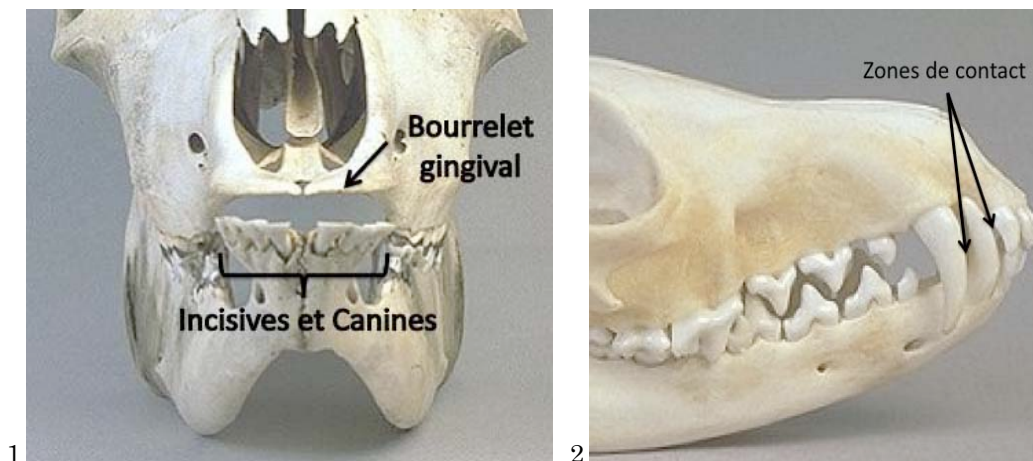 Bourrelet
gingival
Incisives et Canines
1
Zones de contact
2